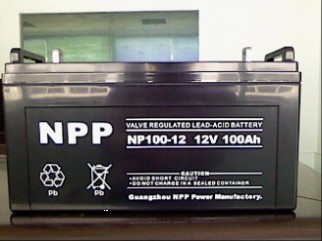 NPP
VALVE REGULATED LEAD-ACID BATTERY
NP100-12 12V 100Ah
CAUTION
•AVOID SHORT CIRCUIT
•DO NOT CHARGE IN A SEALED CONTAINER
Pb Pb
Guangzhou NPP Power Manufactory.